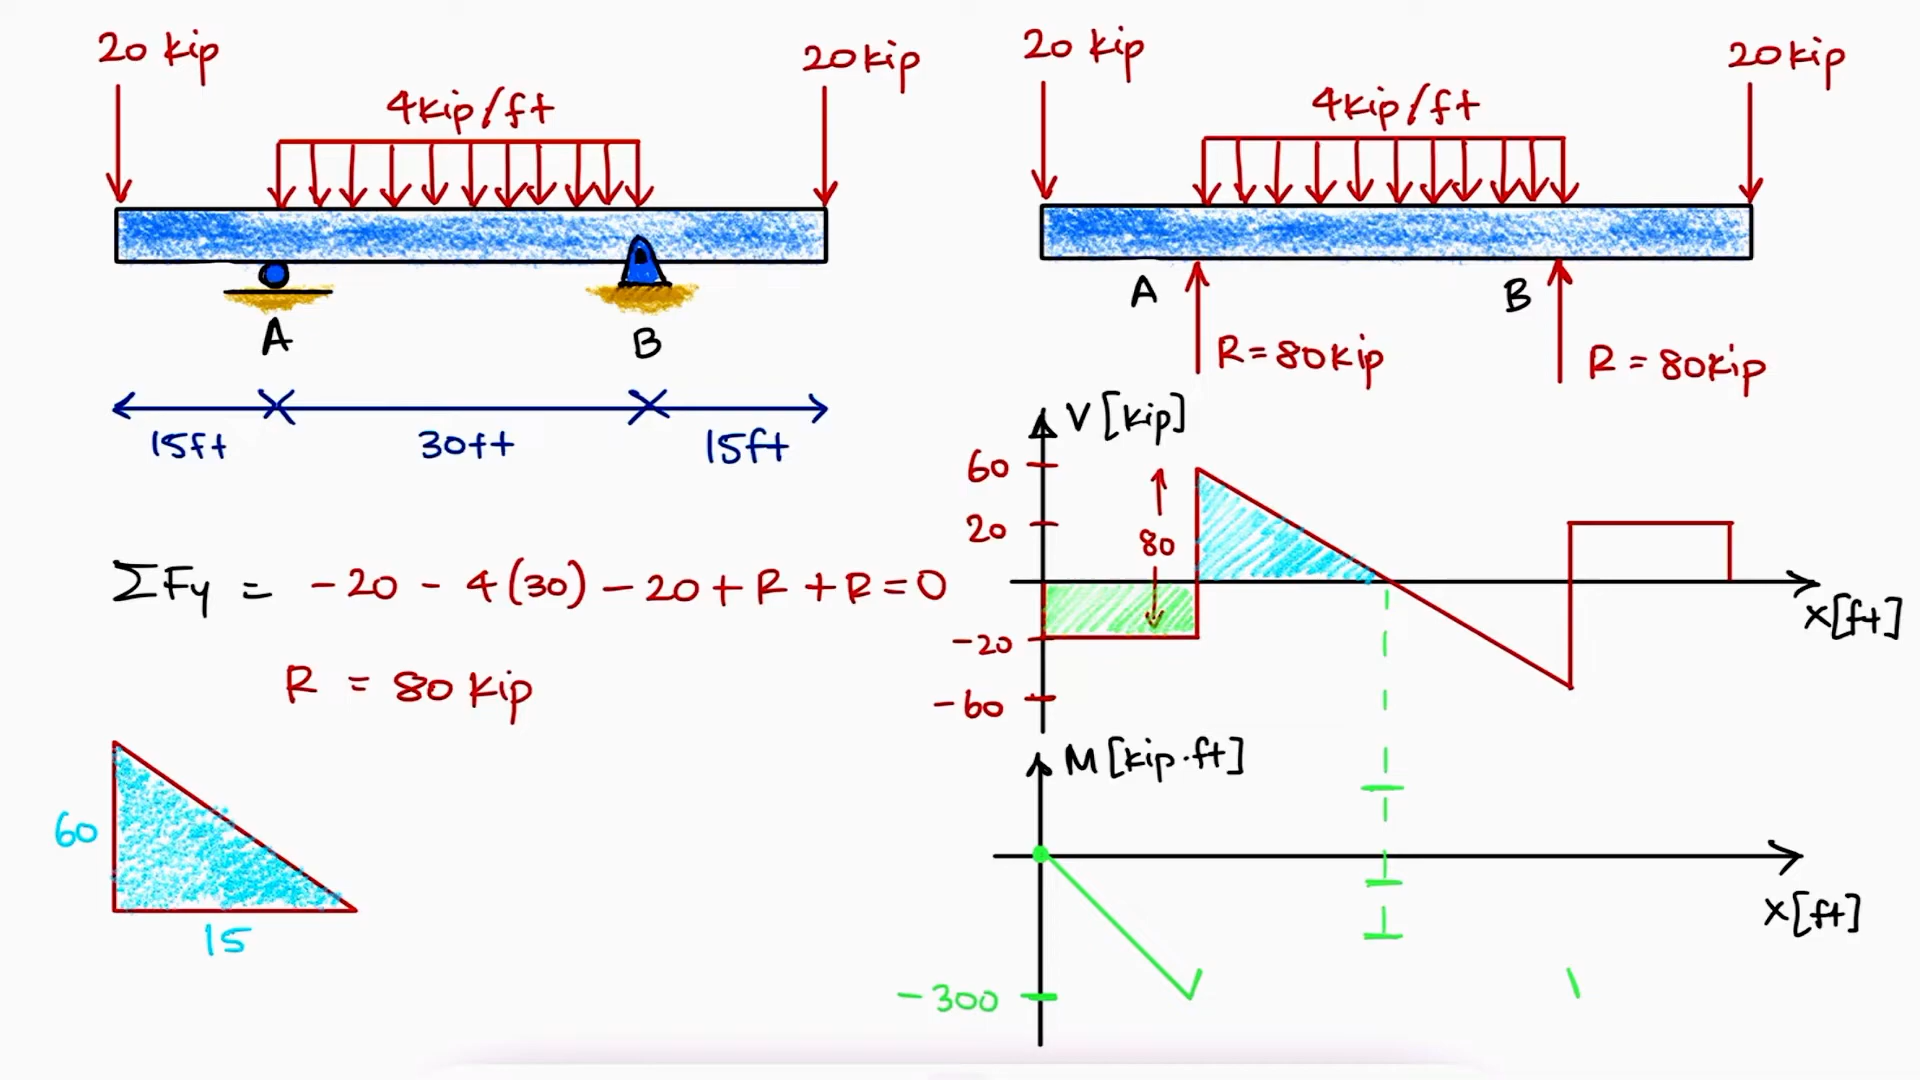 20 kip
20 kip
4 kip/ft
A
B
15ft
30ft
15ft
ΣFy = -20 - 4(30) - 20 + R + R = 0
R = 80 kip
60
15
20 kip
20 kip
4 kip/ft
A
B
R = 80 kip
R = 80 kip
V [kip]
60
20
80
-20
-60
X [ft]
M [kip·ft]
X [ft]
-300